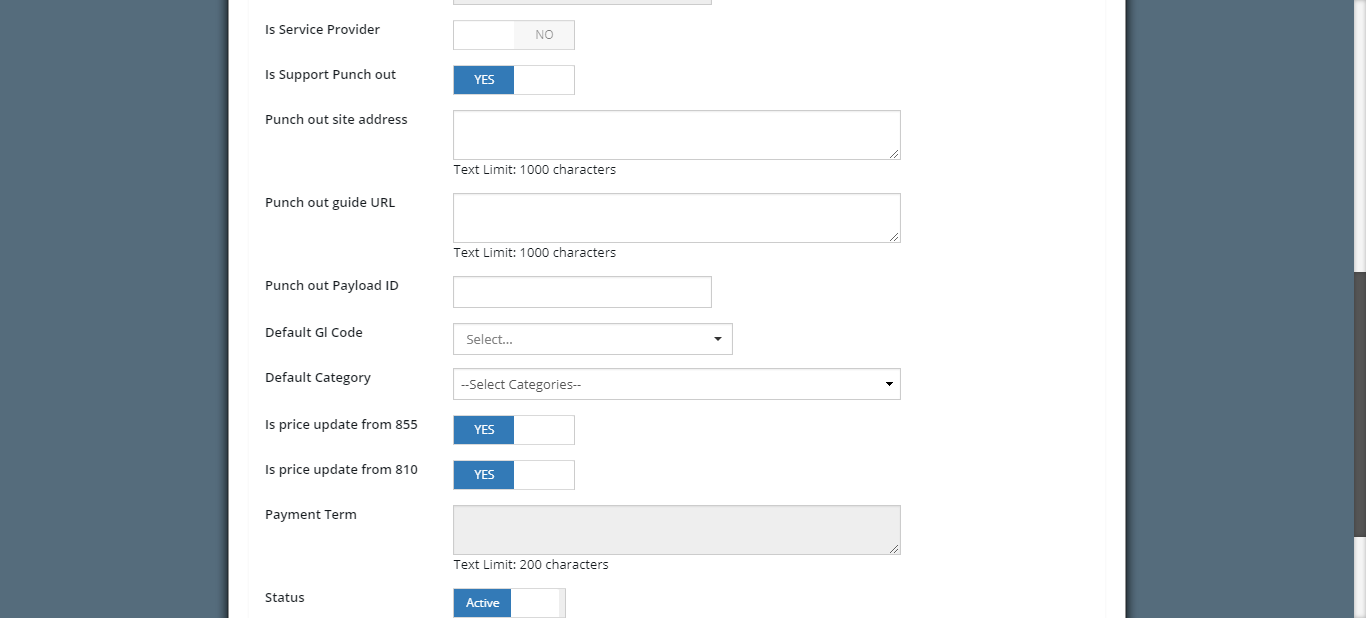 Is Service Provider
NO
Is Support Punch out
YES
Punch out site address
Text Limit: 1000 characters
Punch out guide URL
Text Limit: 1000 characters
Punch out Payload ID
Default Gl Code
Select...
Default Category
--Select Categories--
Is price update from 855
YES
Is price update from 810
YES
Payment Term
Text Limit: 200 characters
Status
Active